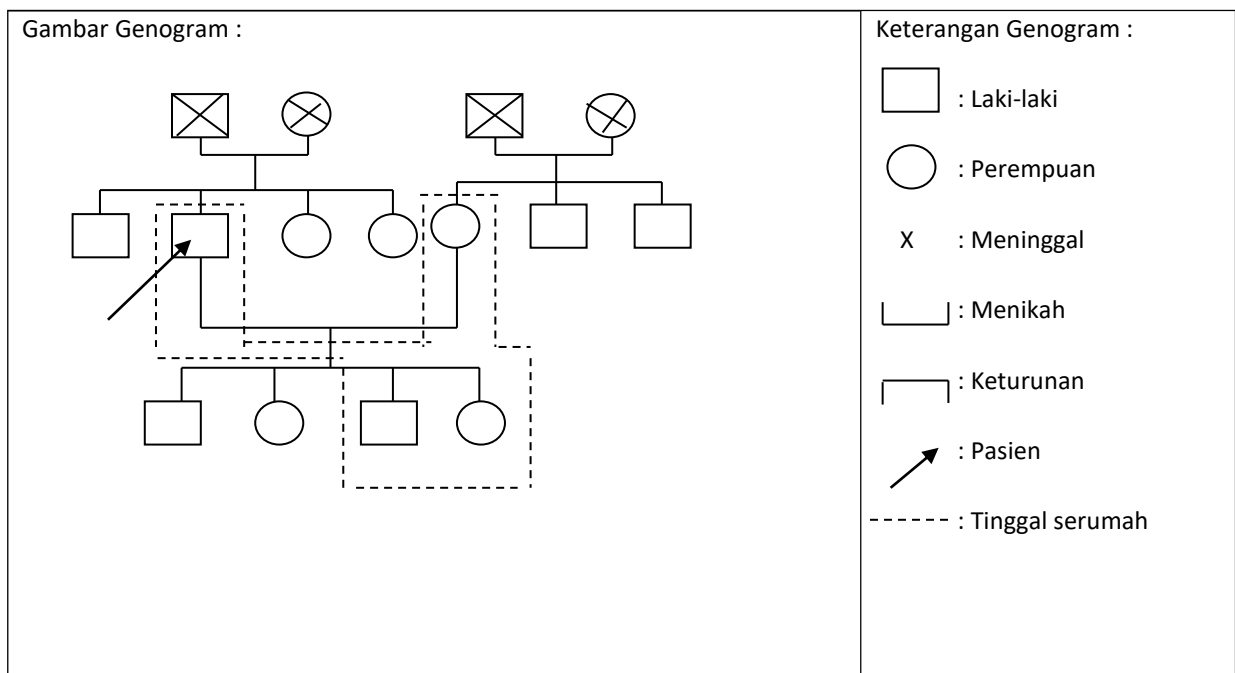 Gambar Genogram :
Keterangan Genogram :
: Laki-laki
: Perempuan
X : Meninggal
: Menikah
: Keturunan
: Pasien
: Tinggal serumah